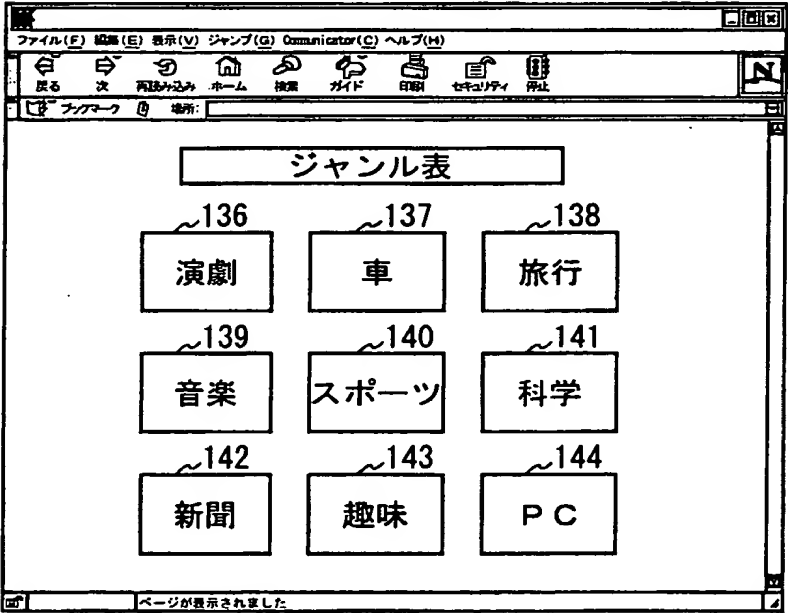 ファイル(F) 編集(E) 表示(V) ジャンプ(G) Communicator(C) ヘルプ(H)
戻る 次 再読み込み ホーム 検索 ガイド 印刷 セキュリティ 停止 N
ブックマーク 場所:
ジャンル表
136 137 138
演劇 車 旅行
139 140 141
音楽 スポーツ 科学
142 143 144
新聞 趣味 PC
ページが表示されました